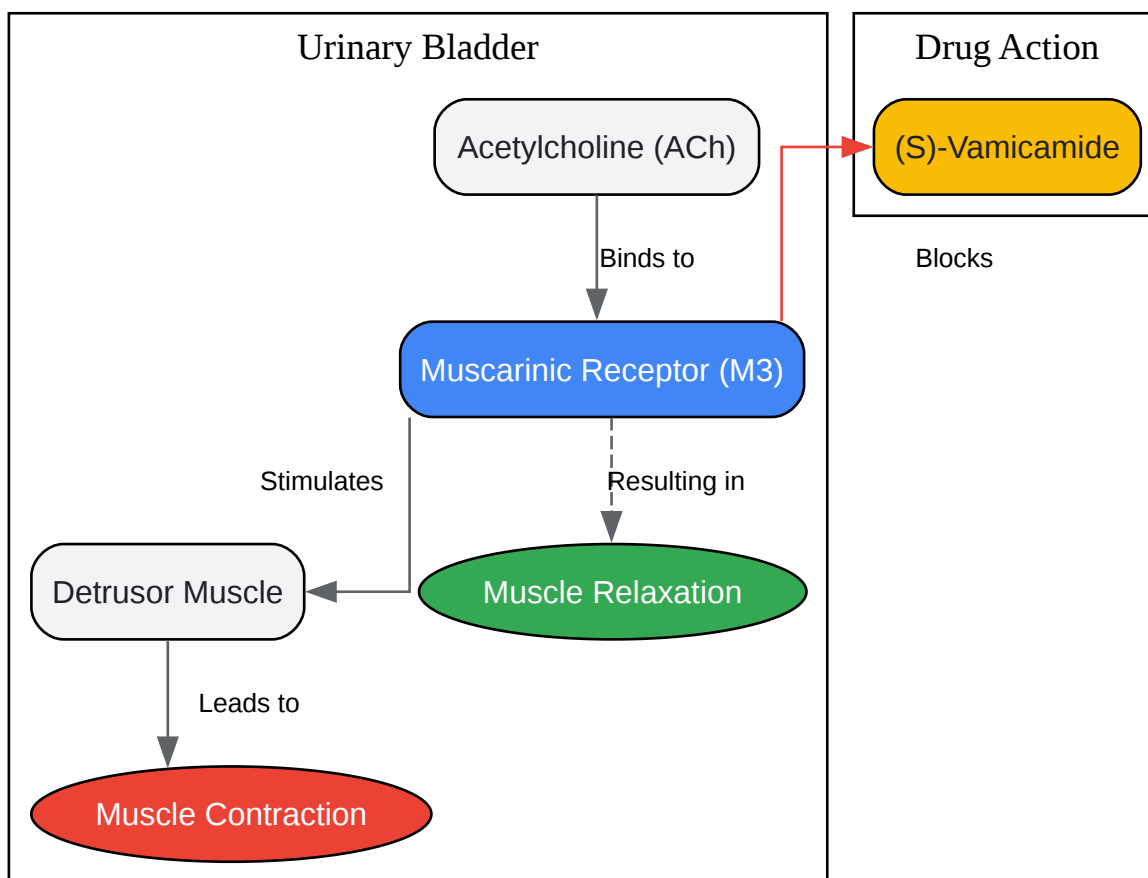 Urinary Bladder
Drug Action
Acetylcholine (ACh)
(S)-Vamicamide
Binds to
Blocks
Muscarinic Receptor (M3)
Stimulates
Resulting in
Detrusor Muscle
Muscle Relaxation
Leads to
Muscle Contraction